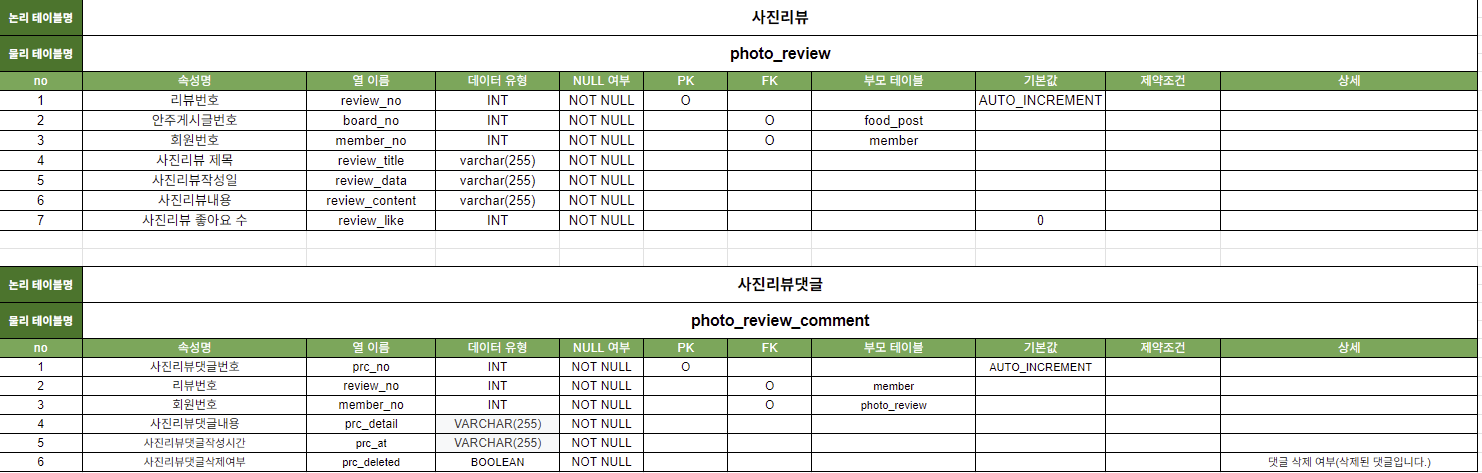 논리 테이블명 사진리뷰
물리 테이블명 photo_review
no 속성명 열 이름 데이터 유형 NULL 여부 PK FK 부모 테이블 기본값 제약조건 상세
1 리뷰번호 review_no INT NOT NULL O AUTO_INCREMENT
2 안주게시글번호 board_no INT NOT NULL O food_post
3 회원번호 member_no INT NOT NULL O member
4 사진리뷰 제목 review_title varchar(255) NOT NULL
5 사진리뷰작성일 review_data varchar(255) NOT NULL
6 사진리뷰내용 review_content varchar(255) NOT NULL
7 사진리뷰 좋아요 수 review_like INT NOT NULL 0
논리 테이블명 사진리뷰댓글
물리 테이블명 photo_review_comment
no 속성명 열 이름 데이터 유형 NULL 여부 PK FK 부모 테이블 기본값 제약조건 상세
1 사진리뷰댓글번호 prc_no INT NOT NULL O AUTO_INCREMENT
2 리뷰번호 review_no INT NOT NULL O member
3 회원번호 member_no INT NOT NULL O photo_review
4 사진리뷰댓글내용 prc_detail VARCHAR(255) NOT NULL
5 사진리뷰댓글작성시간 prc_at VARCHAR(255) NOT NULL
6 사진리뷰댓글삭제여부 prc_deleted BOOLEAN NOT NULL 댓글 삭제 여부(삭제된 댓글입니다.)